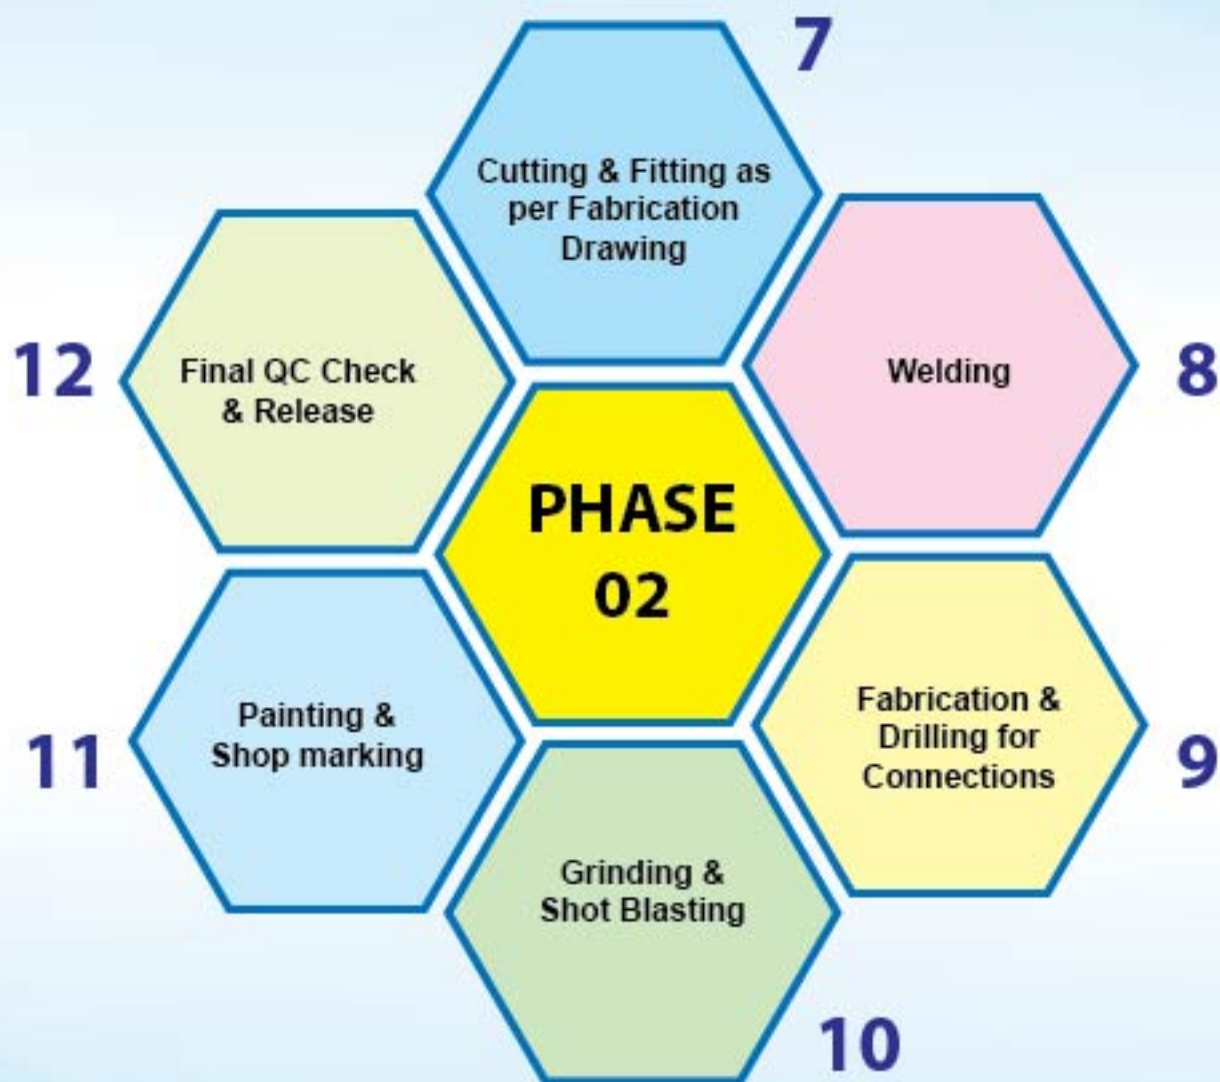 7
Cutting & Fitting as
per Fabrication
Drawing
8
Welding
12
Final QC Check
& Release
PHASE
02
9
Fabrication &
Drilling for
Connections
11
Painting &
Shop marking
Grinding &
Shot Blasting
10